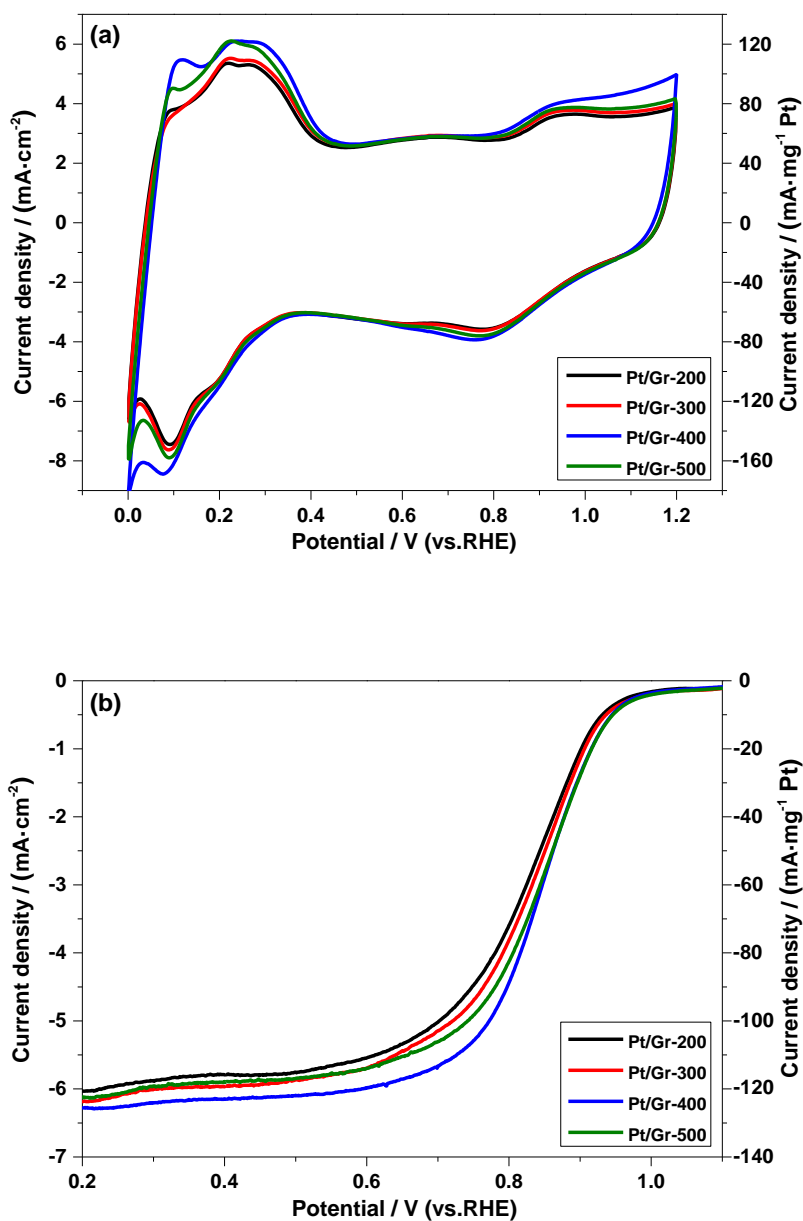 (a)
6
4
2
0
-2
-4
-6
-8
120
80
40
0
-40
-80
-120
-160
Current density / (mA·cm⁻²)
Current density / (mA·mg⁻¹ Pt)
Pt/Gr-200
Pt/Gr-300
Pt/Gr-400
Pt/Gr-500
0.0 0.2 0.4 0.6 0.8 1.0 1.2
Potential / V (vs.RHE)
(b)
0
-1
-2
-3
-4
-5
-6
-7
0
-20
-40
-60
-80
-100
-120
-140
Current density / (mA·cm⁻²)
Current density / (mA·mg⁻¹ Pt)
Pt/Gr-200
Pt/Gr-300
Pt/Gr-400
Pt/Gr-500
0.2 0.4 0.6 0.8 1.0
Potential / V (vs.RHE)